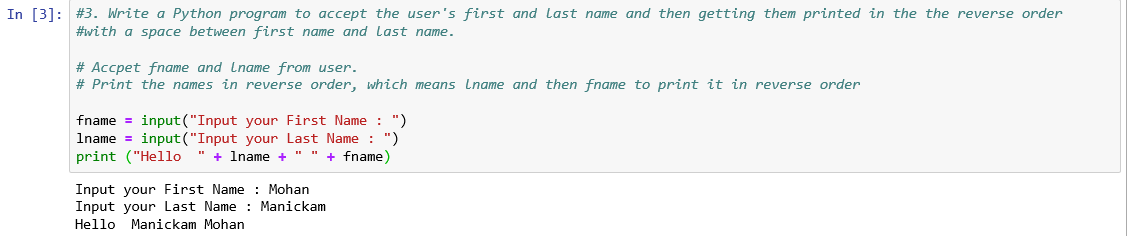 In [3]: #3. Write a Python program to accept the user's first and last name and then getting them printed in the the reverse order
#with a space between first name and last name.
# Accpet fname and lname from user.
# Print the names in reverse order, which means lname and then fname to print it in reverse order
fname = input("Input your First Name : ")
lname = input("Input your Last Name : ")
print ("Hello  " + lname + " " + fname)
Input your First Name : Mohan
Input your Last Name : Manickam
Hello  Manickam Mohan